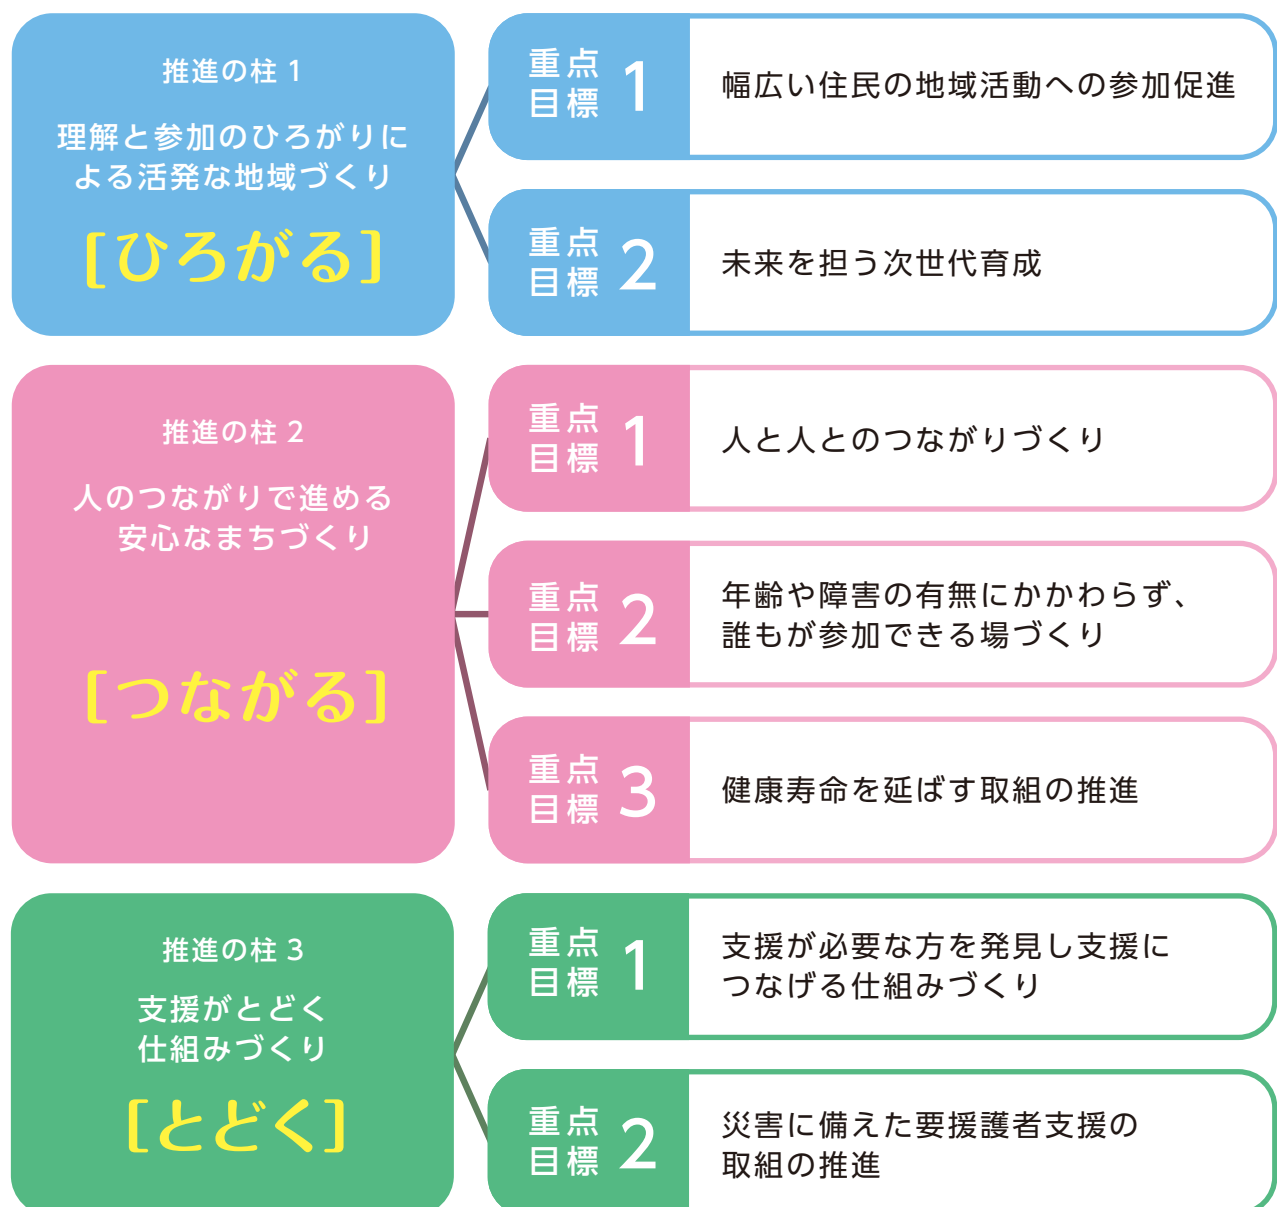 推進の柱 1
理解と参加のひろがりに
よる活発な地域づくり
[ひろがる]
重点
目標 1
幅広い住民の地域活動への参加促進
重点
目標 2
未来を担う次世代育成
推進の柱 2
人のつながりで進める
安心なまちづくり
[つながる]
重点
目標 1
人と人とのつながりづくり
重点
目標 2
年齢や障害の有無にかかわらず、
誰もが参加できる場づくり
重点
目標 3
健康寿命を延ばす取組の推進
推進の柱 3
支援がとどく
仕組みづくり
[とどく]
重点
目標 1
支援が必要な方を発見し支援に
つなげる仕組みづくり
重点
目標 2
災害に備えた要援護者支援の
取組の推進